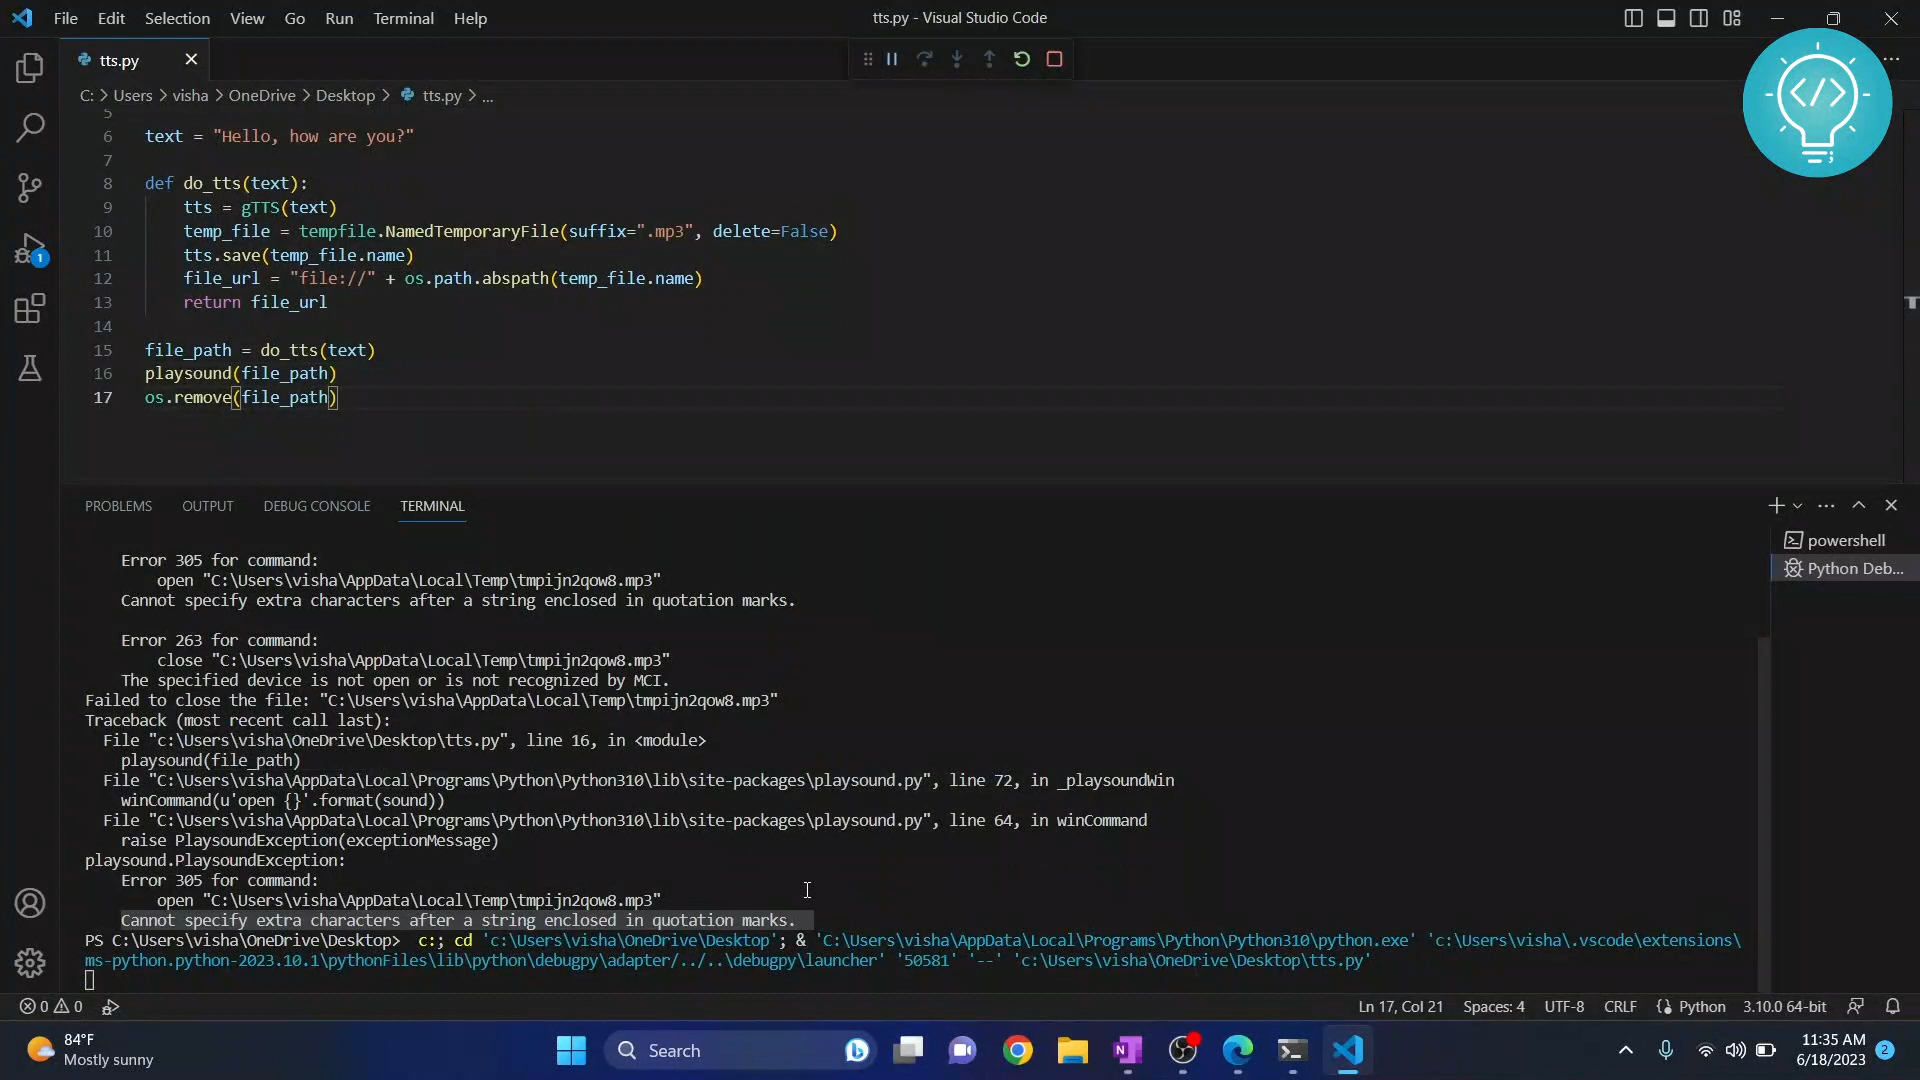 File Edit Selection View Go Run Terminal Help
tts.py - Visual Studio Code
tts.py
C: > Users > visha > OneDrive > Desktop > tts.py > ...
5
6 text = "Hello, how are you?"
7
8 def do_tts(text):
9 tts = gTTS(text)
10 temp_file = tempfile.NamedTemporaryFile(suffix=".mp3", delete=False)
11 tts.save(temp_file.name)
12 file_url = "file://" + os.path.abspath(temp_file.name)
13 return file_url
14
15 file_path = do_tts(text)
16 playsound(file_path)
17 os.remove(file_path)
1
</>
PROBLEMS OUTPUT DEBUG CONSOLE TERMINAL
powershell
Python Deb...
Error 305 for command:
open "C:\Users\visha\AppData\Local\Temp\tmpijn2qow8.mp3"
Cannot specify extra characters after a string enclosed in quotation marks.
Error 263 for command:
close "C:\Users\visha\AppData\Local\Temp\tmpijn2qow8.mp3"
The specified device is not open or is not recognized by MCI.
Failed to close the file: "C:\Users\visha\AppData\Local\Temp\tmpijn2qow8.mp3"
Traceback (most recent call last):
File "c:\Users\visha\OneDrive\Desktop\tts.py", line 16, in <module>
playsound(file_path)
File "C:\Users\visha\AppData\Local\Programs\Python\Python310\lib\site-packages\playsound.py", line 72, in _playsoundWin
winCommand(u'open {}'.format(sound))
File "C:\Users\visha\AppData\Local\Programs\Python\Python310\lib\site-packages\playsound.py", line 64, in winCommand
raise PlaysoundException(exceptionMessage)
playsound.PlaysoundException:
Error 305 for command:
open "C:\Users\visha\AppData\Local\Temp\tmpijn2qow8.mp3"
Cannot specify extra characters after a string enclosed in quotation marks.
PS C:\Users\visha\OneDrive\Desktop> c:; cd 'c:\Users\visha\OneDrive\Desktop'; & 'C:\Users\visha\AppData\Local\Programs\Python\Python310\python.exe' 'c:\Users\visha\.vscode\extensions\
ms-python.python-2023.10.1\pythonFiles\lib\python\debugpy\adapter/../..\debugpy\launcher' '50581' '--' 'c:\Users\visha\OneDrive\Desktop\tts.py'
0 0 Ln 17, Col 21 Spaces: 4 UTF-8 CRLF Python 3.10.0 64-bit
84°F
Mostly sunny
Search
11:35 AM
6/18/2023
2